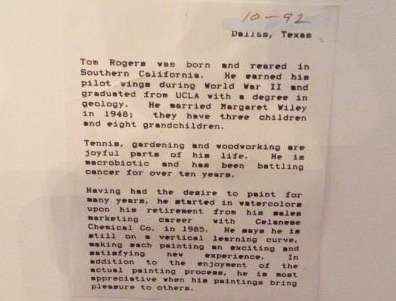 10-92
Dallas, Texas
Tom Rogers was born and reared in
Southern California. He earned his
pilot wings during World War II and
graduated from UCLA with a degree in
geology. He married Margaret Wiley
in 1948; they have three children
and eight grandchildren.
Tennis, gardening and woodworking are
joyful parts of his life. He is
macrobiotic and has been battling
cancer for over ten years.
Having had the desire to paint for
many years, he started in watercolors
upon his retirement from his sales
marketing career with Celanese
Chemical Co. in 1985. He says he is
still on a vertical learning curve,
making each painting an exciting and
satisfying new experience. In
addition to the enjoyment of the
actual painting process, he is most
appreciative when his paintings bring
pleasure to others.